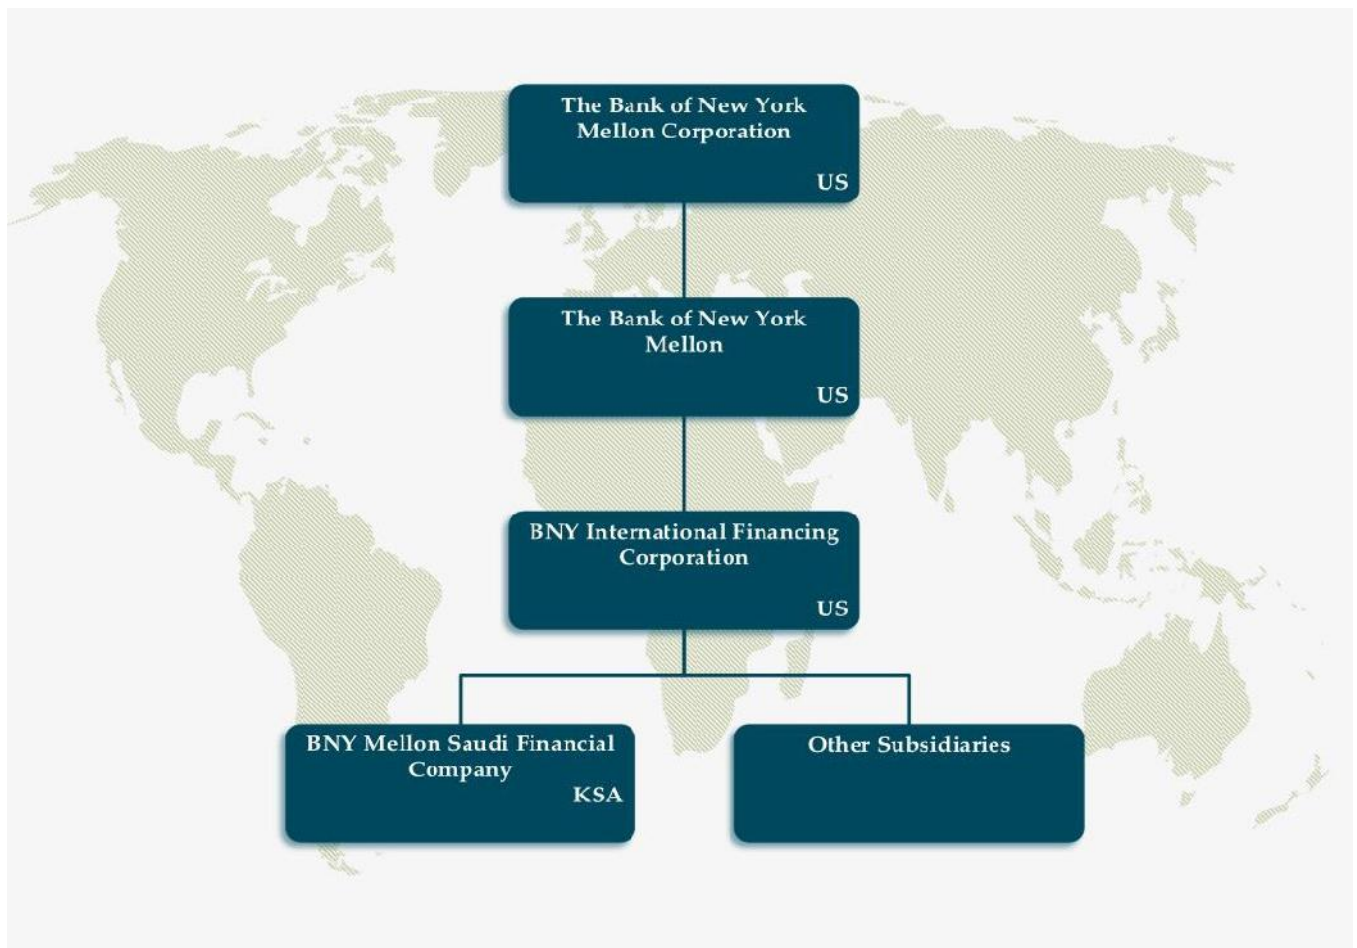 The Bank of New York
Mellon Corporation
US
The Bank of New York
Mellon
US
BNY International Financing
Corporation
US
BNY Mellon Saudi Financial
Company
KSA
Other Subsidiaries